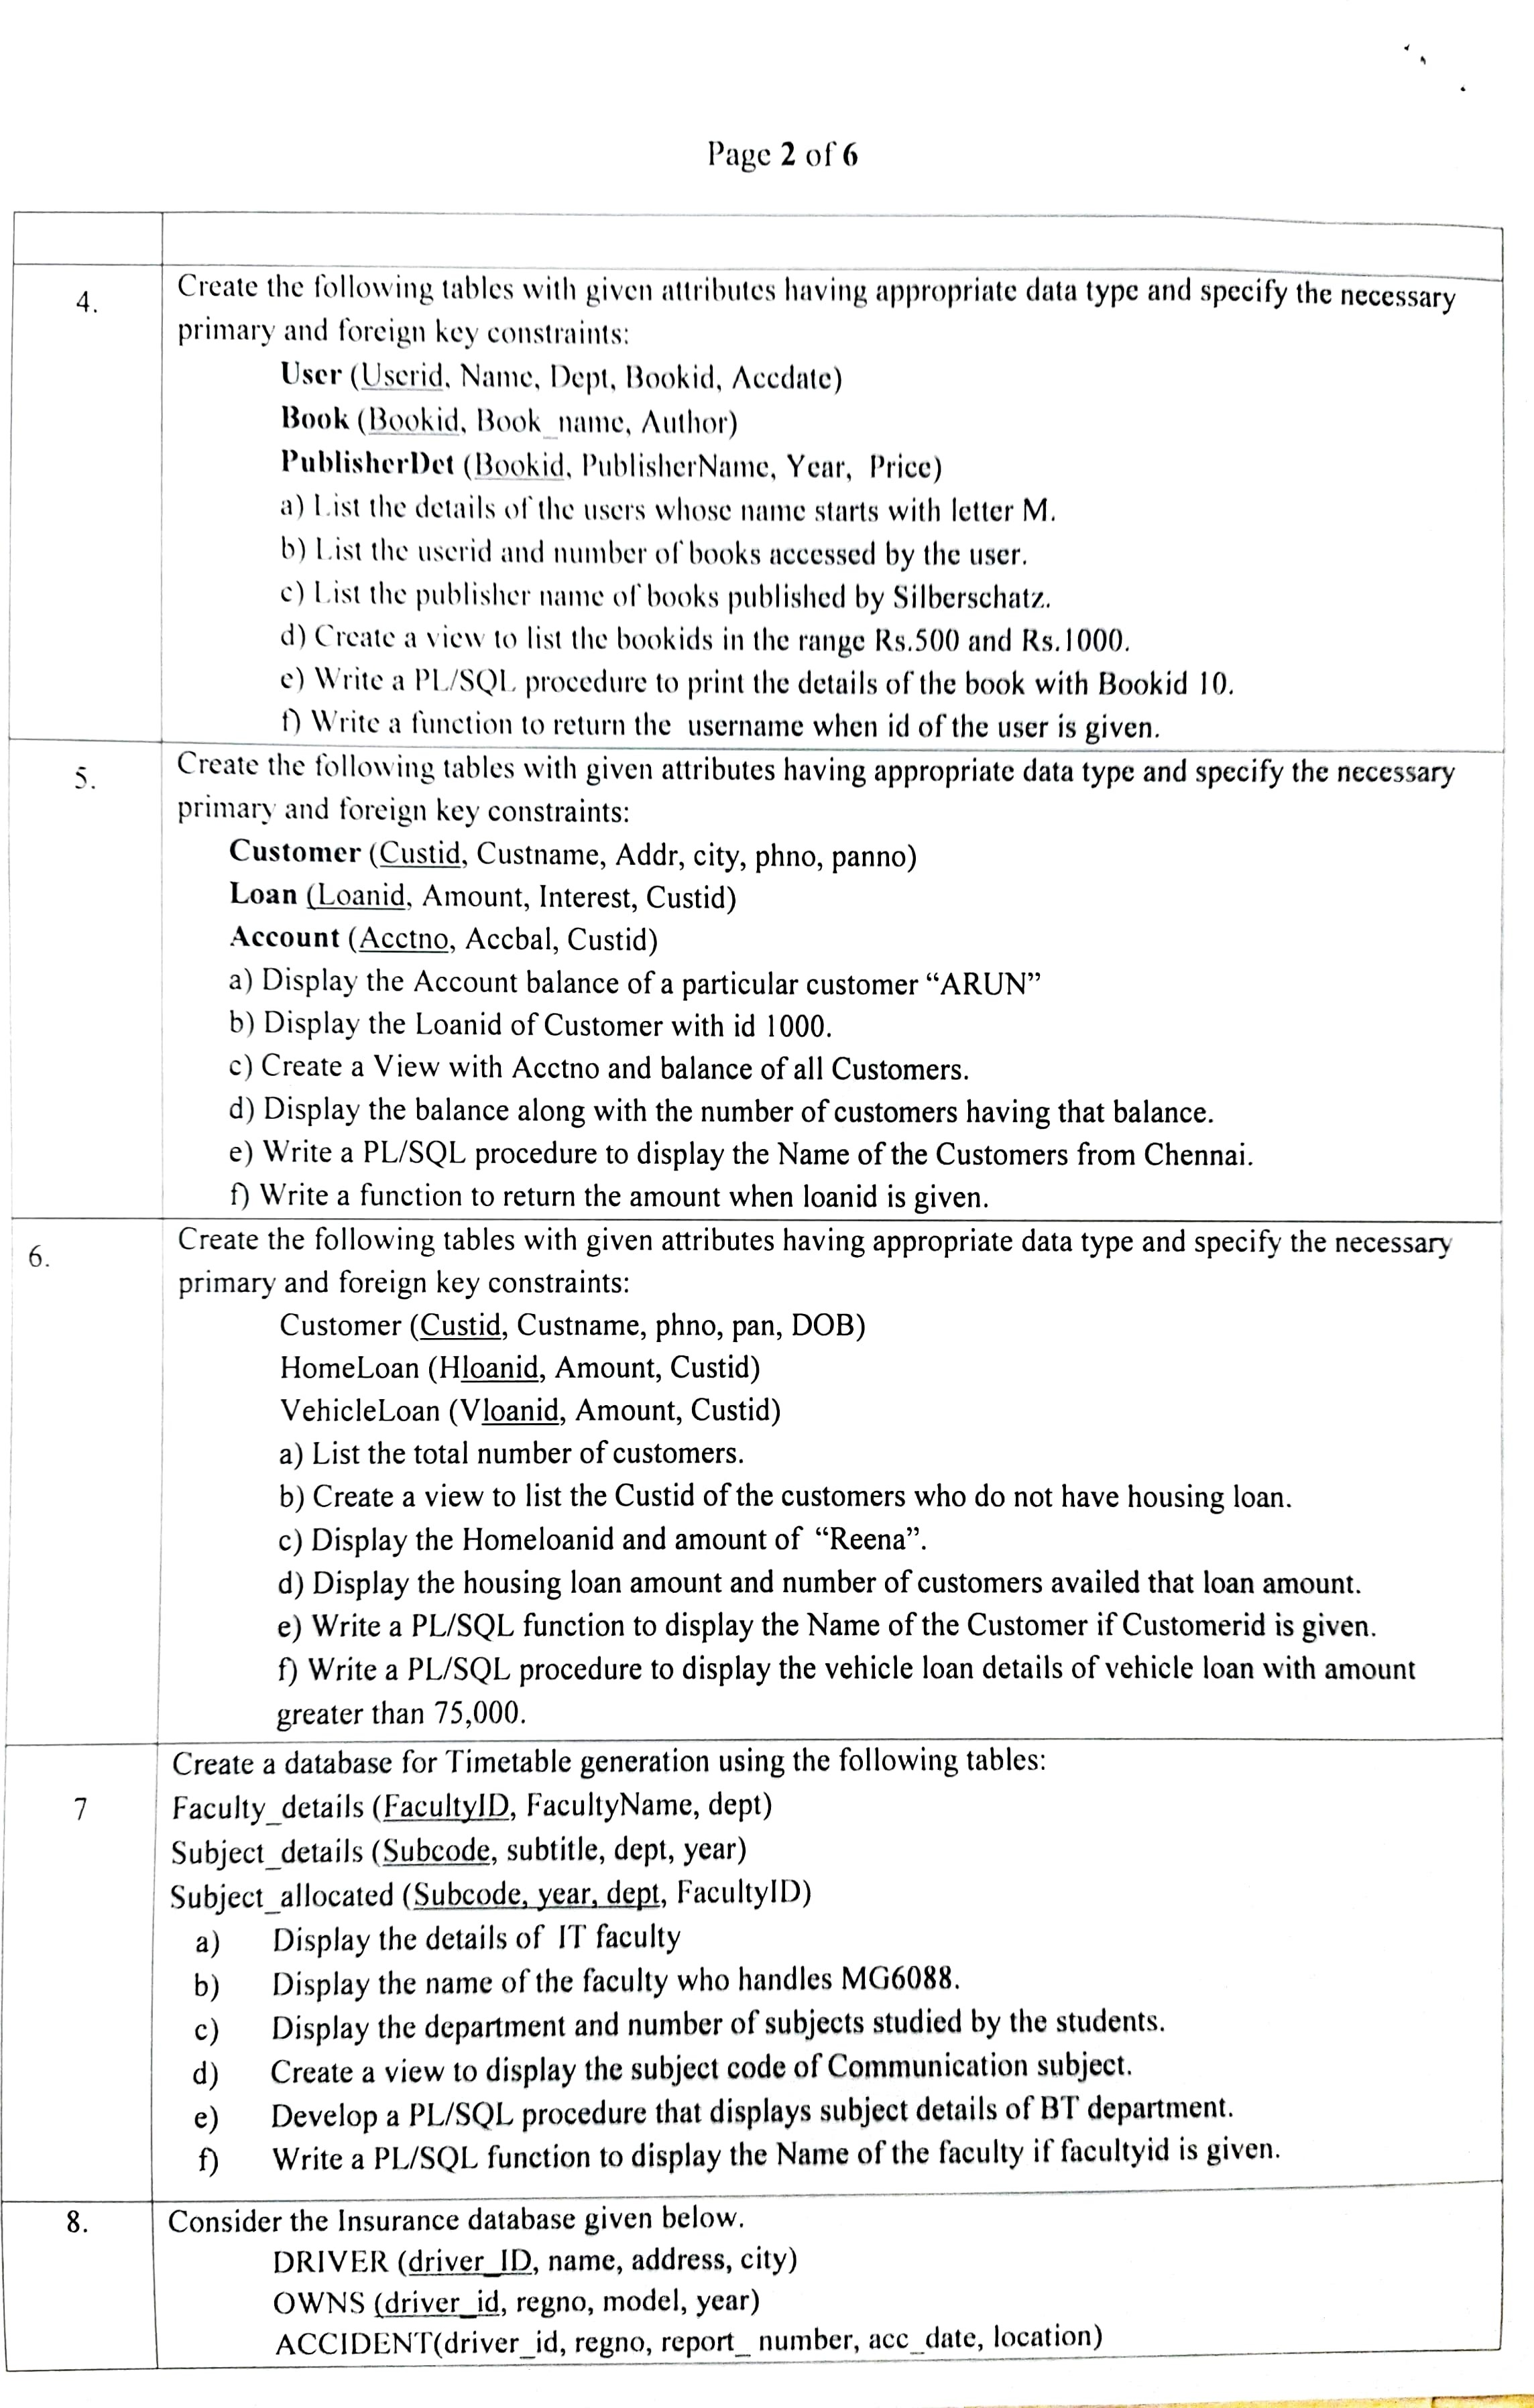 Page 2 of 6
4.
Create the following tables with given attributes having appropriate data type and specify the necessary
primary and foreign key constraints:
User (Userid, Name, Dept, Bookid, Accdate)
Book (Bookid, Book_name, Author)
PublisherDet (Bookid, PublisherName, Year, Price)
a) List the details of the users whose name starts with letter M.
b) List the userid and number of books accessed by the user.
c) List the publisher name of books published by Silberschatz.
d) Create a view to list the bookids in the range Rs.500 and Rs.1000.
e) Write a PL/SQL procedure to print the details of the book with Bookid 10.
f) Write a function to return the username when id of the user is given.
5.
Create the following tables with given attributes having appropriate data type and specify the necessary
primary and foreign key constraints:
Customer (Custid, Custname, Addr, city, phno, panno)
Loan (Loanid, Amount, Interest, Custid)
Account (Acctno, Accbal, Custid)
a) Display the Account balance of a particular customer “ARUN”
b) Display the Loanid of Customer with id 1000.
c) Create a View with Acctno and balance of all Customers.
d) Display the balance along with the number of customers having that balance.
e) Write a PL/SQL procedure to display the Name of the Customers from Chennai.
f) Write a function to return the amount when loanid is given.
6.
Create the following tables with given attributes having appropriate data type and specify the necessary
primary and foreign key constraints:
Customer (Custid, Custname, phno, pan, DOB)
HomeLoan (Hloanid, Amount, Custid)
VehicleLoan (Vloanid, Amount, Custid)
a) List the total number of customers.
b) Create a view to list the Custid of the customers who do not have housing loan.
c) Display the Homeloanid and amount of “Reena”.
d) Display the housing loan amount and number of customers availed that loan amount.
e) Write a PL/SQL function to display the Name of the Customer if Customerid is given.
f) Write a PL/SQL procedure to display the vehicle loan details of vehicle loan with amount
greater than 75,000.
7
Create a database for Timetable generation using the following tables:
Faculty_details (FacultyID, FacultyName, dept)
Subject_details (Subcode, subtitle, dept, year)
Subject_allocated (Subcode, year, dept, FacultyID)
a) Display the details of IT faculty
b) Display the name of the faculty who handles MG6088.
c) Display the department and number of subjects studied by the students.
d) Create a view to display the subject code of Communication subject.
e) Develop a PL/SQL procedure that displays subject details of BT department.
f) Write a PL/SQL function to display the Name of the faculty if facultyid is given.
8.
Consider the Insurance database given below.
DRIVER (driver_ID, name, address, city)
OWNS (driver_id, regno, model, year)
ACCIDENT(driver_id, regno, report_ number, acc_date, location)